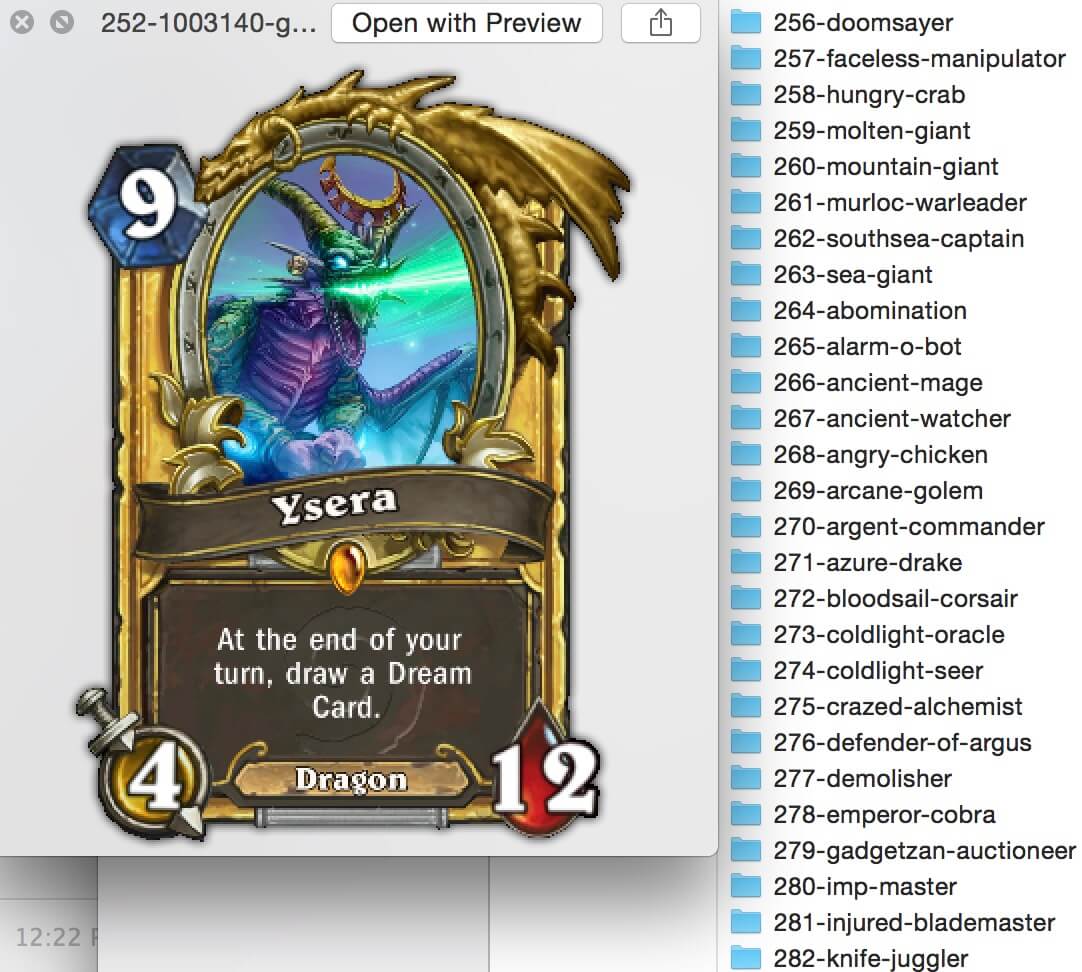 252-1003140-g...
Open with Preview
9
Ysera
At the end of your
turn, draw a Dream
Card.
4
Dragon
12
12:22
256-doomsayer
257-faceless-manipulator
258-hungry-crab
259-molten-giant
260-mountain-giant
261-murloc-warleader
262-southsea-captain
263-sea-giant
264-abomination
265-alarm-o-bot
266-ancient-mage
267-ancient-watcher
268-angry-chicken
269-arcane-golem
270-argent-commander
271-azure-drake
272-bloodsail-corsair
273-coldlight-oracle
274-coldlight-seer
275-crazed-alchemist
276-defender-of-argus
277-demolisher
278-emperor-cobra
279-gadgetzan-auctioneer
280-imp-master
281-injured-blademaster
282-knife-juggler